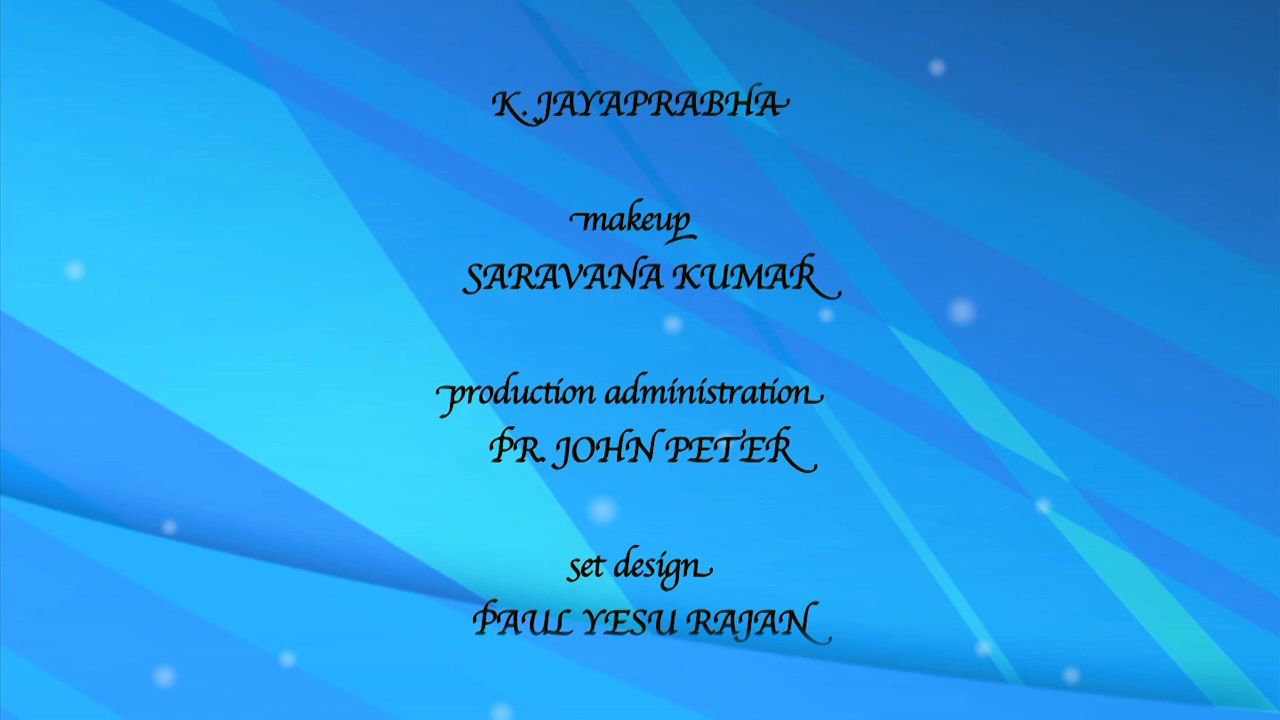 K. JAYAPRABHA
makeup
SARAVANA KUMAR
production administration
PR. JOHN PETER
set design
PAUL YESU RAJAN